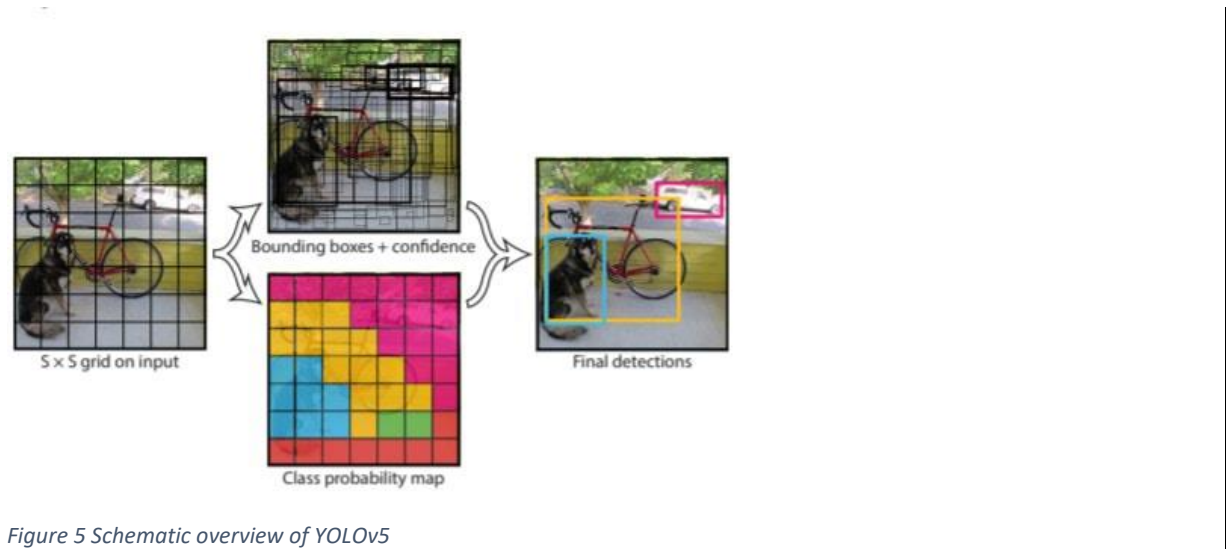 Bounding boxes + confidence
S × S grid on input
Final detections
Class probability map
Figure 5 Schematic overview of YOLOv5